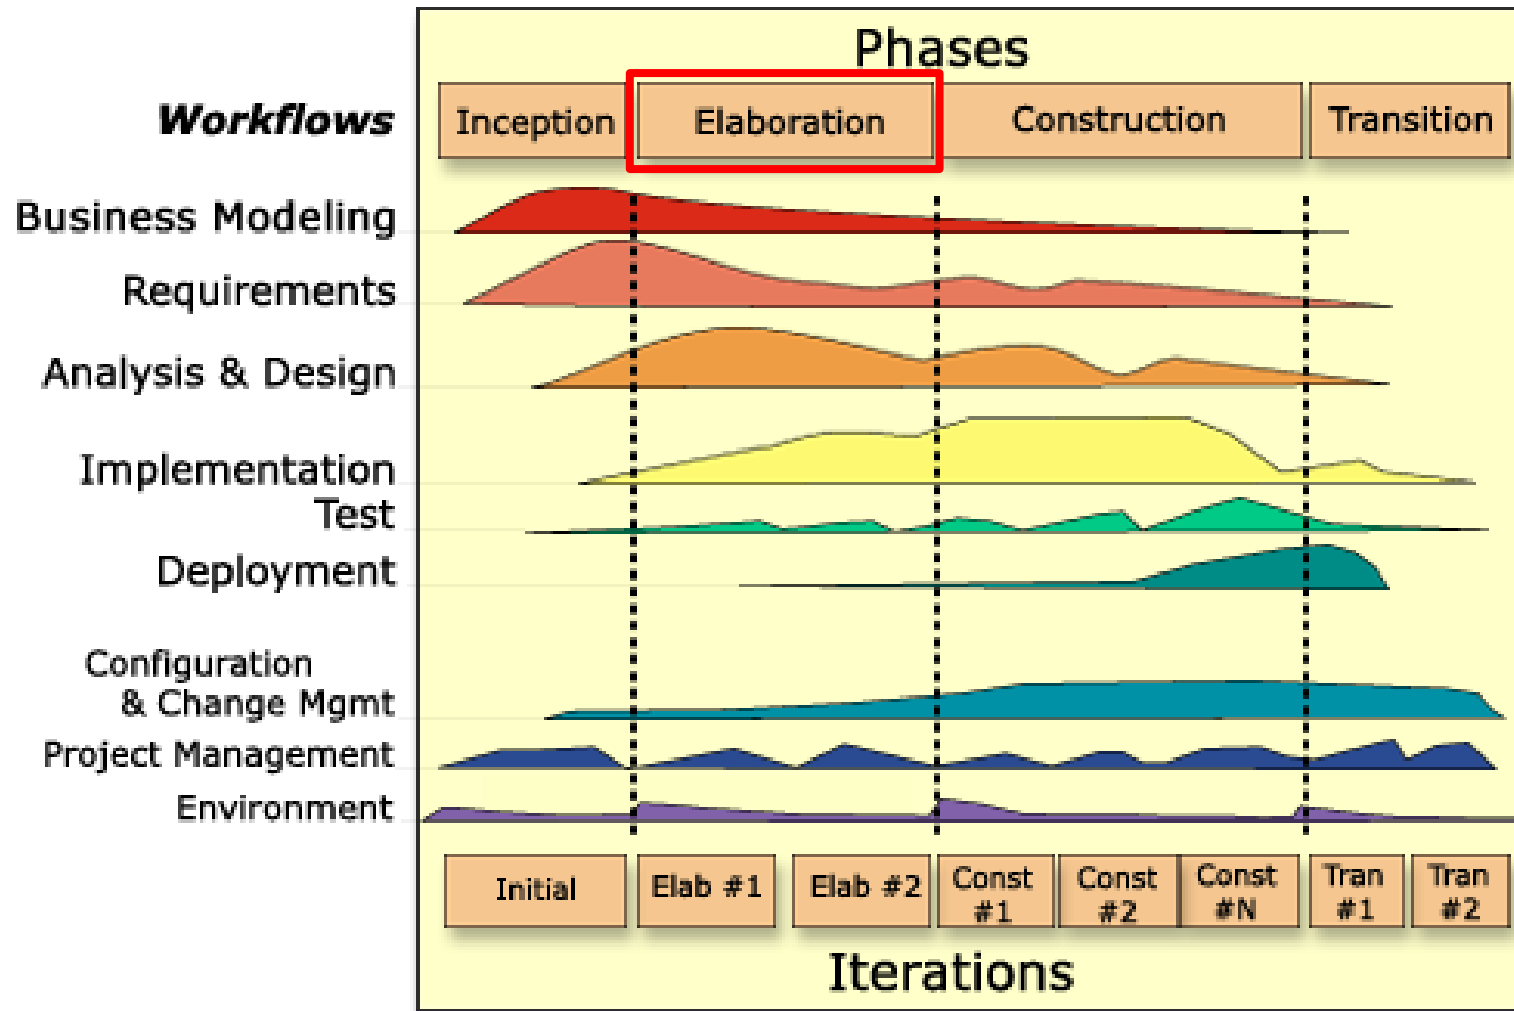 Phases
Workflows
Inception
Elaboration
Construction
Transition
Business Modeling
Requirements
Analysis & Design
Implementation
Test
Deployment
Configuration
& Change Mgmt
Project Management
Environment
Initial
Elab #1
Elab #2
Const
#1
Const
#2
Const
#N
Tran
#1
Tran
#2
Iterations